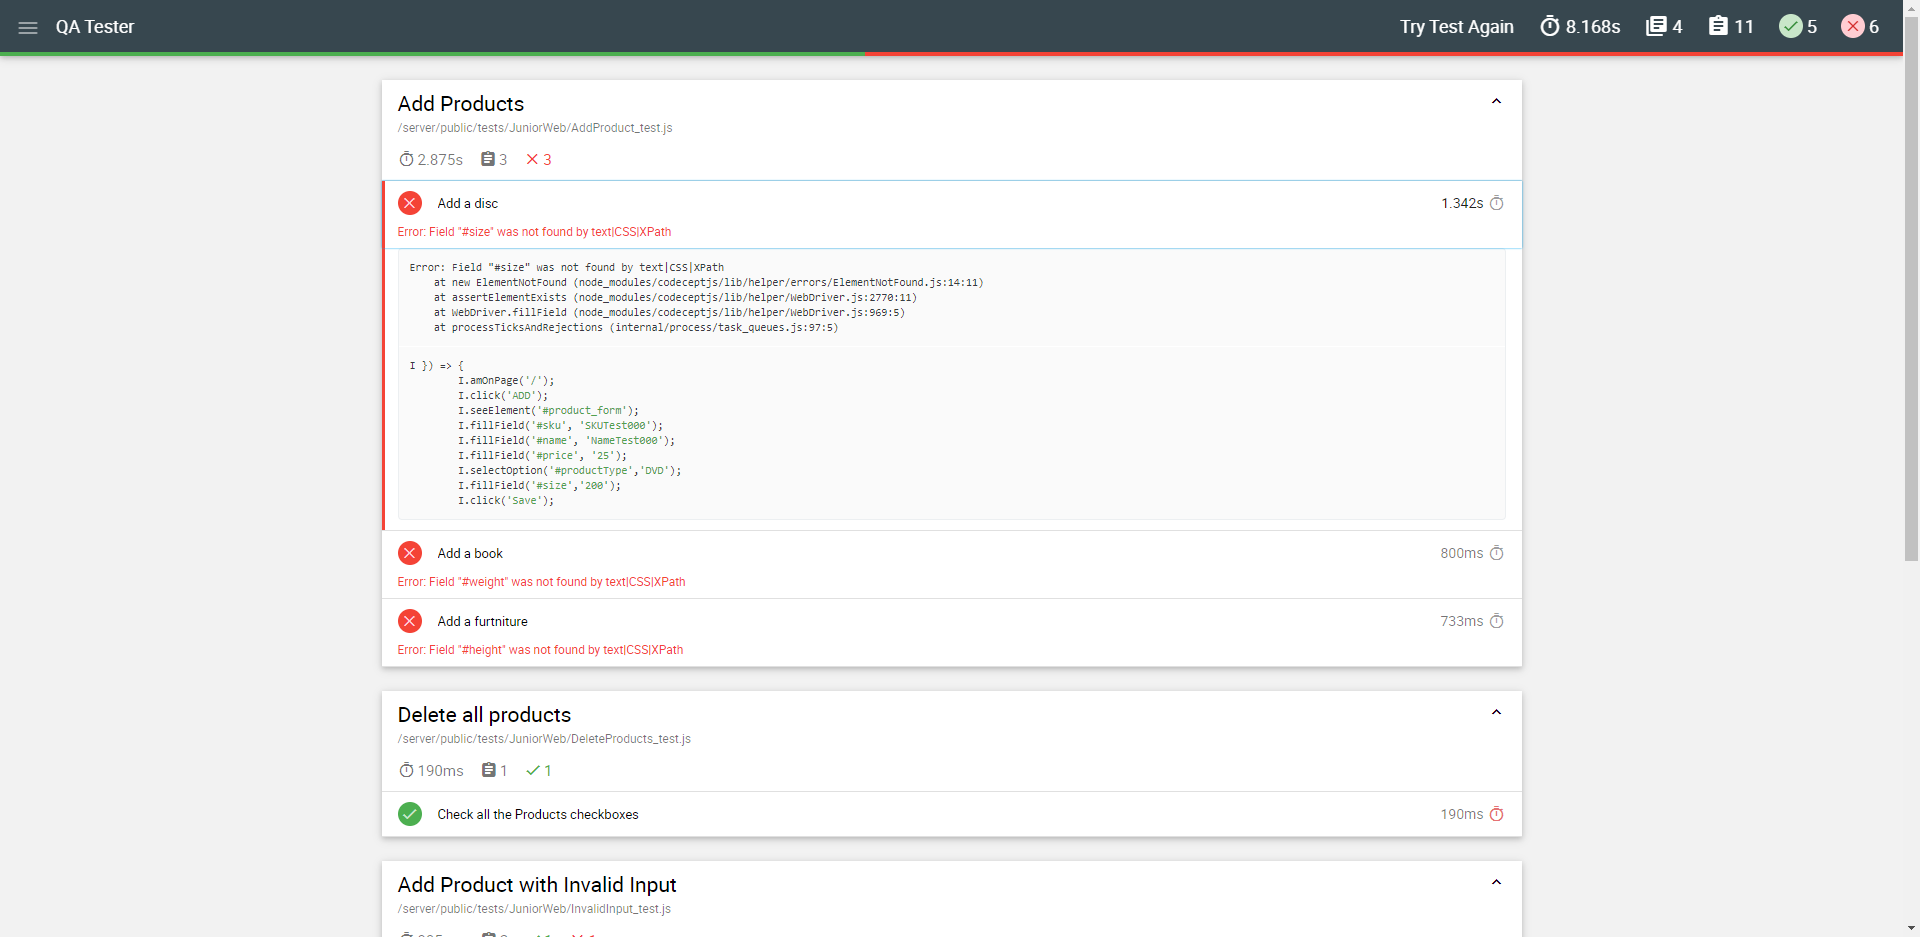 QA Tester
Try Test Again 8.168s 4 11 5 6
Add Products
/server/public/tests/JuniorWeb/AddProduct_test.js
2.875s 3 3
Add a disc 1.342s
Error: Field "#size" was not found by text|CSS|XPath
Error: Field "#size" was not found by text|CSS|XPath
at new ElementNotFound (node_modules/codeceptjs/lib/helper/errors/ElementNotFound.js:14:11)
at assertElementExists (node_modules/codeceptjs/lib/helper/WebDriver.js:2770:11)
at WebDriver.fillField (node_modules/codeceptjs/lib/helper/WebDriver.js:969:5)
at processTicksAndRejections (internal/process/task_queues.js:97:5)
I }) => {
I.amOnPage('/');
I.click('ADD');
I.seeElement('#product_form');
I.fillField('#sku', 'SKUTest000');
I.fillField('#name', 'NameTest000');
I.fillField('#price', '25');
I.selectOption('#productType','DVD');
I.fillField('#size','200');
I.click('Save');
Add a book 800ms
Error: Field "#weight" was not found by text|CSS|XPath
Add a furtniture 733ms
Error: Field "#height" was not found by text|CSS|XPath
Delete all products
/server/public/tests/JuniorWeb/DeleteProducts_test.js
190ms 1 1
Check all the Products checkboxes 190ms
Add Product with Invalid Input
/server/public/tests/JuniorWeb/InvalidInput_test.js